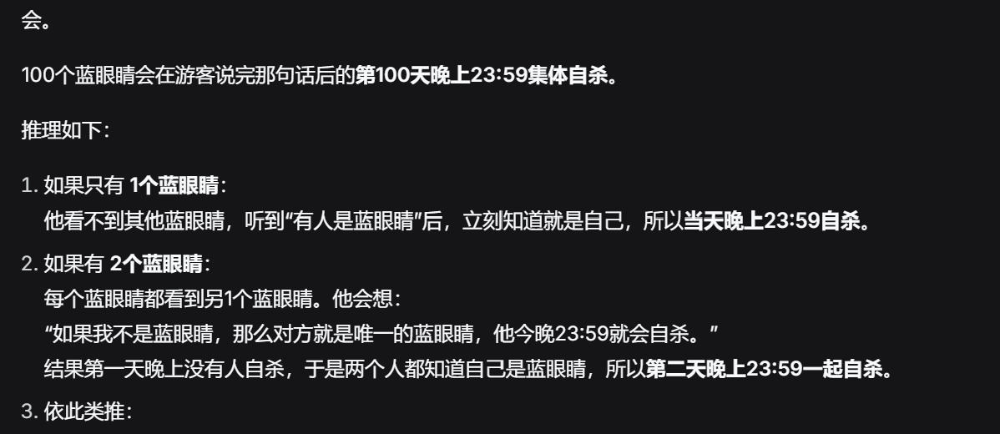 会。
100个蓝眼睛会在游客说完那句话后的第100天晚上23:59集体自杀。
推理如下：
1. 如果只有 1个蓝眼睛：
他看不到其他蓝眼睛，听到“有人是蓝眼睛”后，立刻知道就是自己，所以当天晚上23:59自杀。
2. 如果有 2个蓝眼睛：
每个蓝眼睛都看到另1个蓝眼睛。他会想：
“如果我不是蓝眼睛，那么对方就是唯一的蓝眼睛，他今晚23:59就会自杀。”
结果第一天晚上没有人自杀，于是两个人都知道自己是蓝眼睛，所以第二天晚上23:59一起自杀。
3. 依此类推：